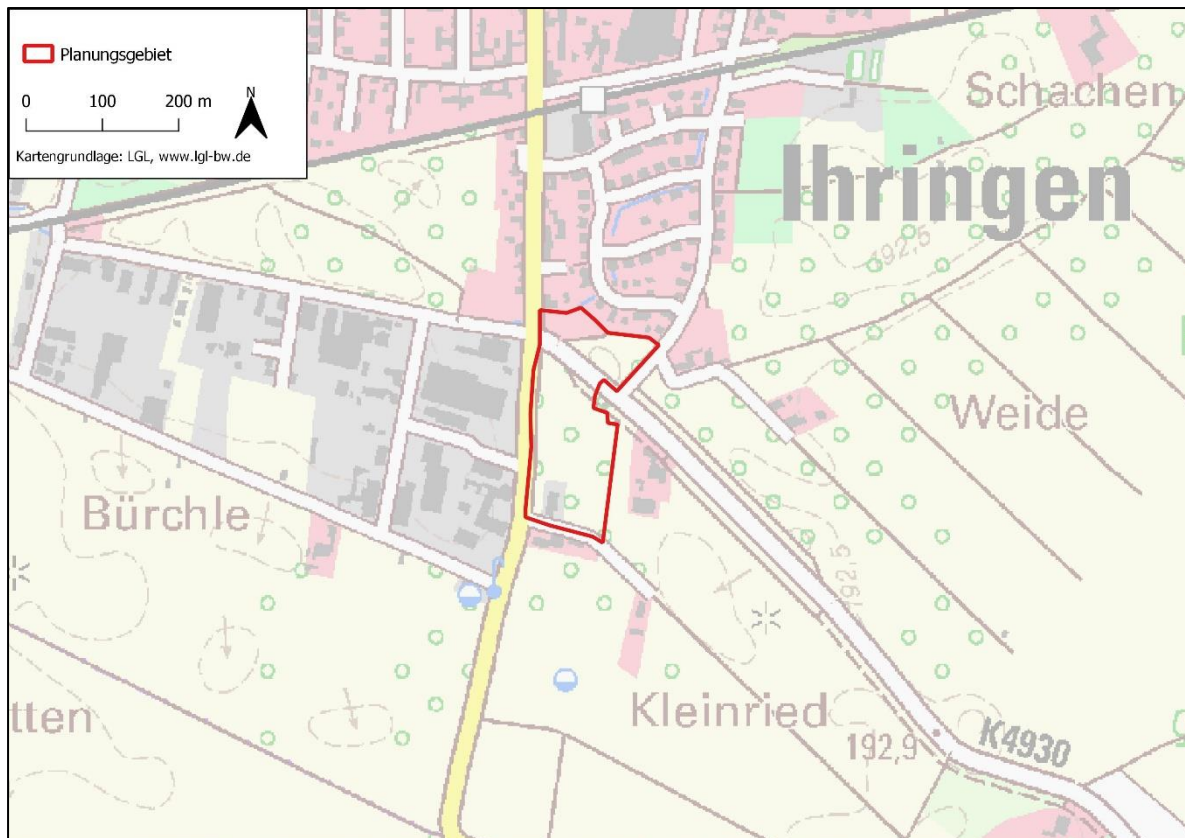 Planungsgebiet
0 100 200 m
N
Kartengrundlage: LGL, www.lgl-bw.de
Schachen
Ihringen
192,5
Weide
Bürchle
192,5
Kleinried
tten
192,9
K4930